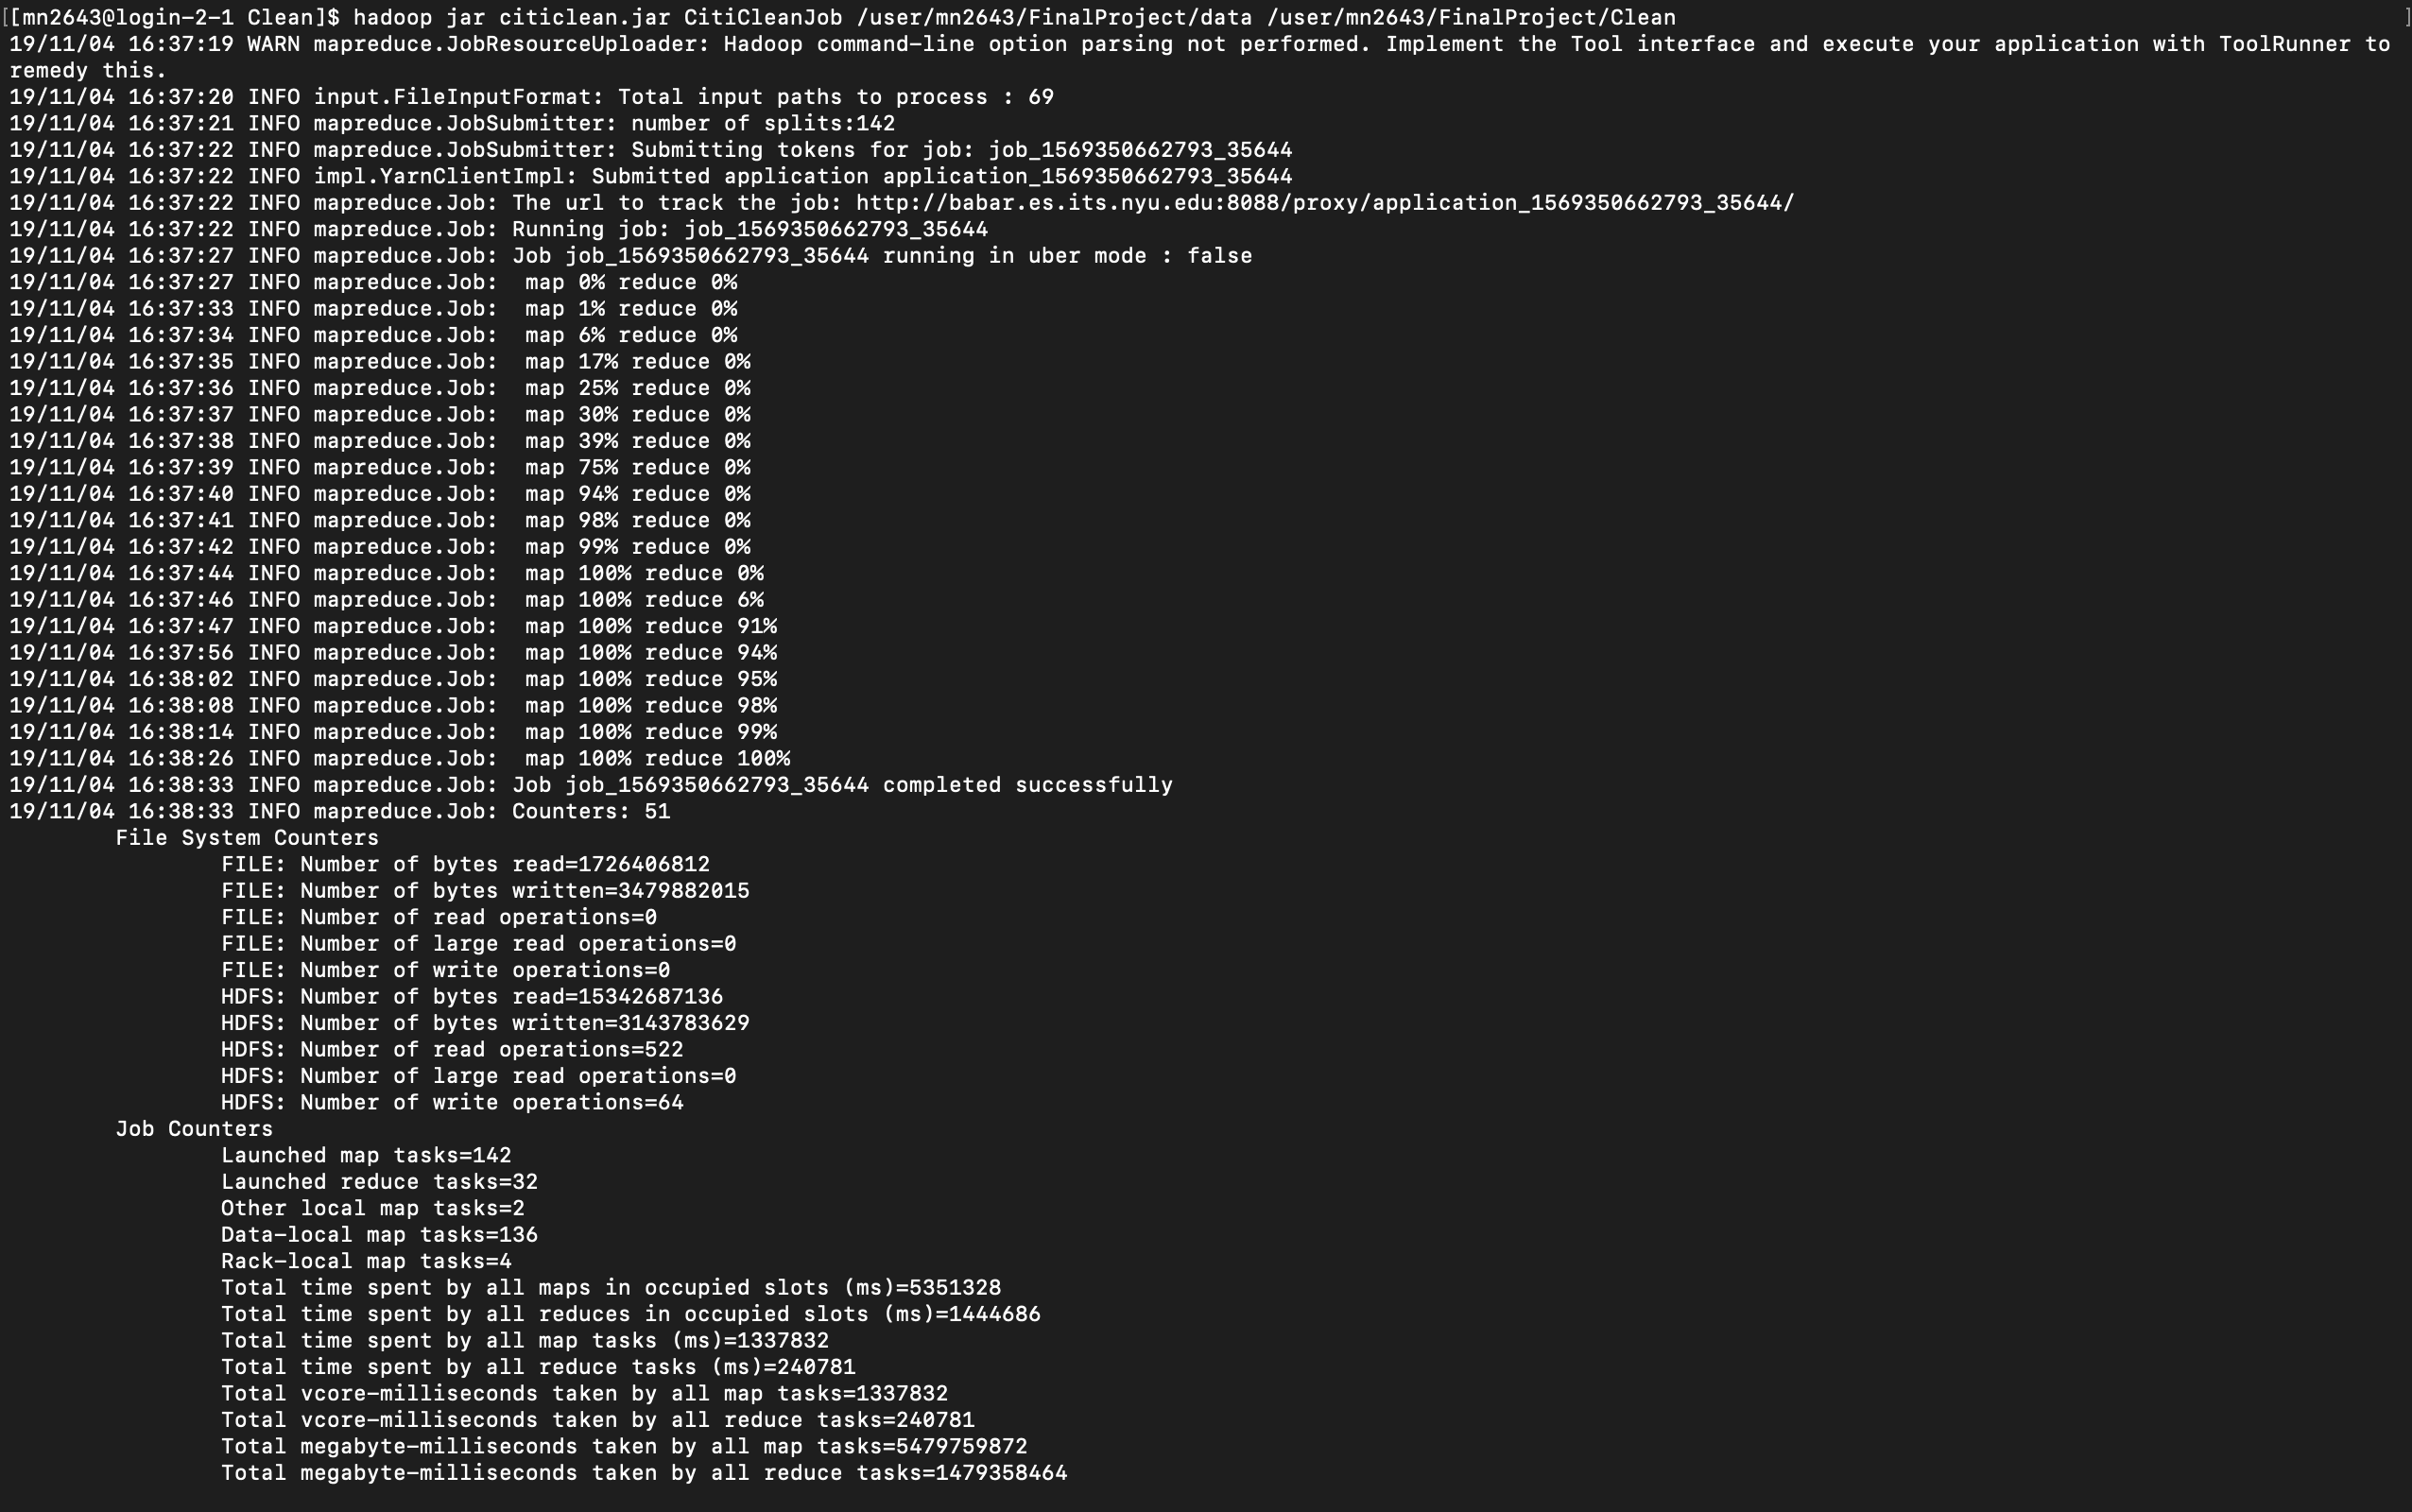 [[mn2643@login-2-1 Clean]$ hadoop jar citiclean.jar CitiCleanJob /user/mn2643/FinalProject/data /user/mn2643/FinalProject/Clean ]
19/11/04 16:37:19 WARN mapreduce.JobResourceUploader: Hadoop command-line option parsing not performed. Implement the Tool interface and execute your application with ToolRunner to
remedy this.
19/11/04 16:37:20 INFO input.FileInputFormat: Total input paths to process : 69
19/11/04 16:37:21 INFO mapreduce.JobSubmitter: number of splits:142
19/11/04 16:37:22 INFO mapreduce.JobSubmitter: Submitting tokens for job: job_1569350662793_35644
19/11/04 16:37:22 INFO impl.YarnClientImpl: Submitted application application_1569350662793_35644
19/11/04 16:37:22 INFO mapreduce.Job: The url to track the job: http://babar.es.its.nyu.edu:8088/proxy/application_1569350662793_35644/
19/11/04 16:37:22 INFO mapreduce.Job: Running job: job_1569350662793_35644
19/11/04 16:37:27 INFO mapreduce.Job: Job job_1569350662793_35644 running in uber mode : false
19/11/04 16:37:27 INFO mapreduce.Job:  map 0% reduce 0%
19/11/04 16:37:33 INFO mapreduce.Job:  map 1% reduce 0%
19/11/04 16:37:34 INFO mapreduce.Job:  map 6% reduce 0%
19/11/04 16:37:35 INFO mapreduce.Job:  map 17% reduce 0%
19/11/04 16:37:36 INFO mapreduce.Job:  map 25% reduce 0%
19/11/04 16:37:37 INFO mapreduce.Job:  map 30% reduce 0%
19/11/04 16:37:38 INFO mapreduce.Job:  map 39% reduce 0%
19/11/04 16:37:39 INFO mapreduce.Job:  map 75% reduce 0%
19/11/04 16:37:40 INFO mapreduce.Job:  map 94% reduce 0%
19/11/04 16:37:41 INFO mapreduce.Job:  map 98% reduce 0%
19/11/04 16:37:42 INFO mapreduce.Job:  map 99% reduce 0%
19/11/04 16:37:44 INFO mapreduce.Job:  map 100% reduce 0%
19/11/04 16:37:46 INFO mapreduce.Job:  map 100% reduce 6%
19/11/04 16:37:47 INFO mapreduce.Job:  map 100% reduce 91%
19/11/04 16:37:56 INFO mapreduce.Job:  map 100% reduce 94%
19/11/04 16:38:02 INFO mapreduce.Job:  map 100% reduce 95%
19/11/04 16:38:08 INFO mapreduce.Job:  map 100% reduce 98%
19/11/04 16:38:14 INFO mapreduce.Job:  map 100% reduce 99%
19/11/04 16:38:26 INFO mapreduce.Job:  map 100% reduce 100%
19/11/04 16:38:33 INFO mapreduce.Job: Job job_1569350662793_35644 completed successfully
19/11/04 16:38:33 INFO mapreduce.Job: Counters: 51
File System Counters
FILE: Number of bytes read=1726406812
FILE: Number of bytes written=3479882015
FILE: Number of read operations=0
FILE: Number of large read operations=0
FILE: Number of write operations=0
HDFS: Number of bytes read=15342687136
HDFS: Number of bytes written=3143783629
HDFS: Number of read operations=522
HDFS: Number of large read operations=0
HDFS: Number of write operations=64
Job Counters
Launched map tasks=142
Launched reduce tasks=32
Other local map tasks=2
Data-local map tasks=136
Rack-local map tasks=4
Total time spent by all maps in occupied slots (ms)=5351328
Total time spent by all reduces in occupied slots (ms)=1444686
Total time spent by all map tasks (ms)=1337832
Total time spent by all reduce tasks (ms)=240781
Total vcore-milliseconds taken by all map tasks=1337832
Total vcore-milliseconds taken by all reduce tasks=240781
Total megabyte-milliseconds taken by all map tasks=5479759872
Total megabyte-milliseconds taken by all reduce tasks=1479358464